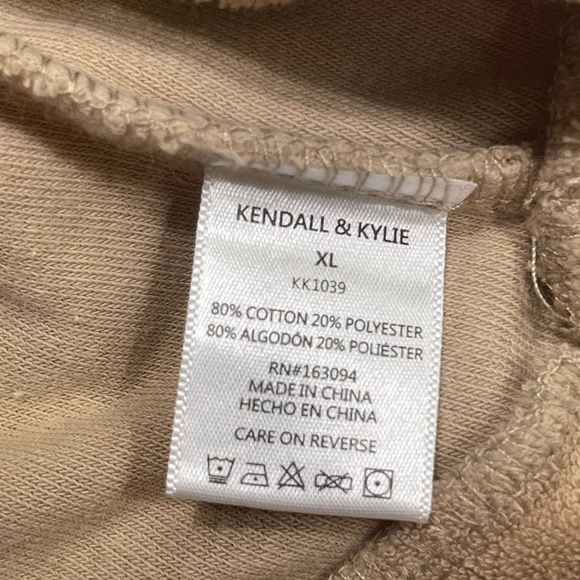 KENDALL & KYLIE
XL
KK1039
80% COTTON 20% POLYESTER
80% ALGODÓN 20% POLIÉSTER
RN#163094
MADE IN CHINA
HECHO EN CHINA
CARE ON REVERSE